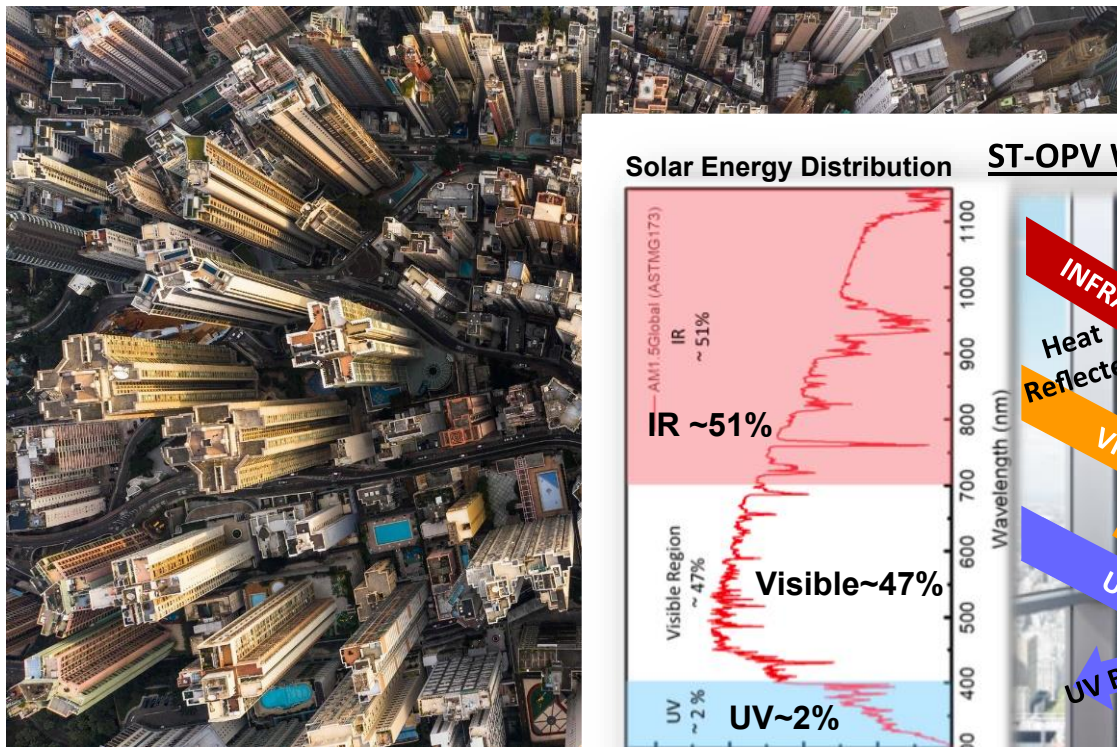 Solar Energy Distribution
ST-OPV
AM1.5Global (ASTMG173)
IR
~ 51%
IR ~51%
Visible Region
~ 47%
Visible~47%
UV
~ 2 %
UV~2%
1100
1000
900
800
700
600
500
400
Wavelength (nm)
Heat